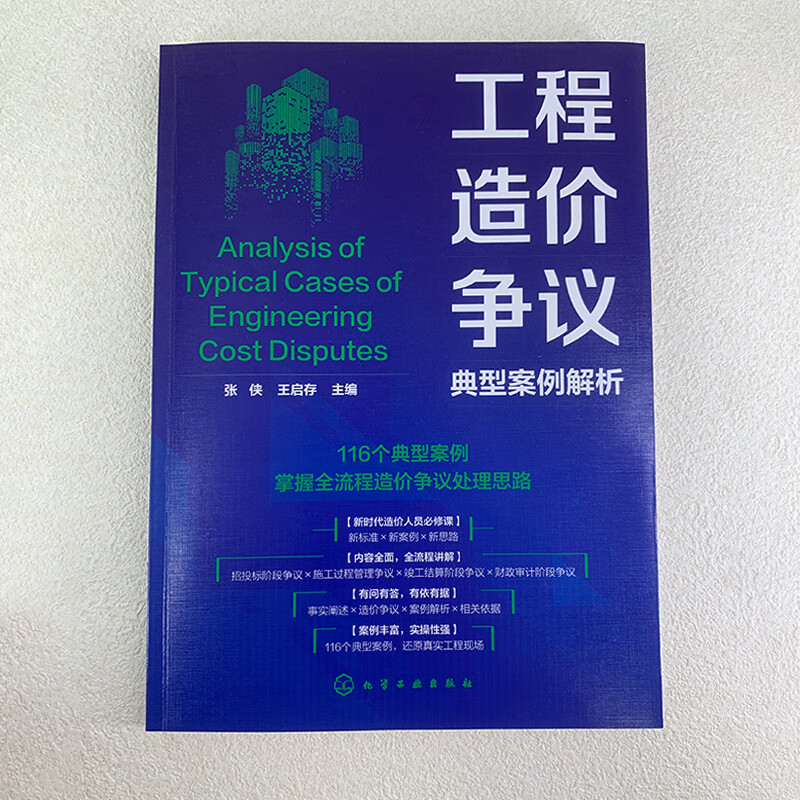 工程
造价
争议
典型案例解析
Analysis of
Typical Cases of
Engineering
Cost Disputes
张 侠 王启存 主编
116个典型案例
掌握全流程造价争议处理思路
【新时代造价人员必修课】
新标准×新案例×新思路
【内容全面，全流程讲解】
招投标阶段争议×施工过程管理争议×竣工结算阶段争议×财政审计阶段争议
【有问有答，有依有据】
事实阐述×造价争议×案例解析×相关依据
【案例丰富，实操性强】
116个典型案例，还原真实工程现场
化学工业出版社